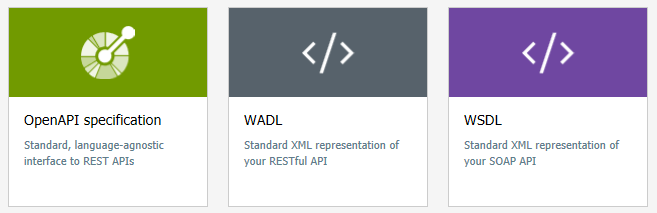 OpenAPI specification
Standard, language-agnostic
interface to REST APIs
</>
WADL
Standard XML representation of
your RESTful API
</>
WSDL
Standard XML representation of
your SOAP API